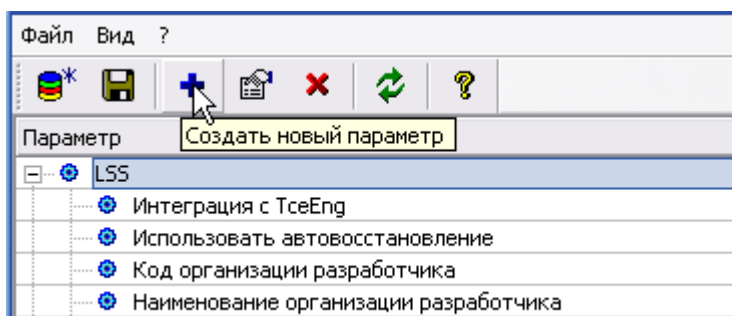 Файл Вид ?
Создать новый параметр
Параметр
LSS
Интеграция с TceEng
Использовать автовосстановление
Код организации разработчика
Наименование организации разработчика